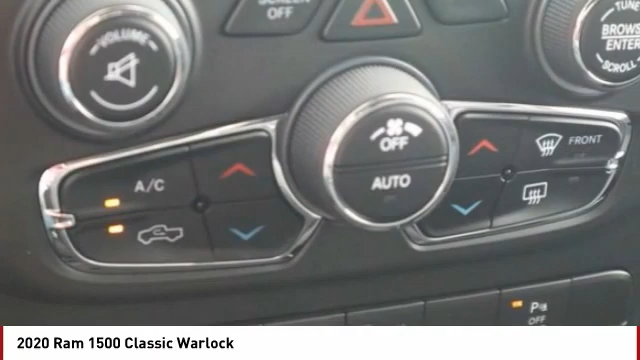 SCREEN
OFF
VOLUME
TUNE
BROWSE
ENTER
SCROLL
OFF
AUTO
A/C
FRONT
P
OFF
2020 Ram 1500 Classic Warlock